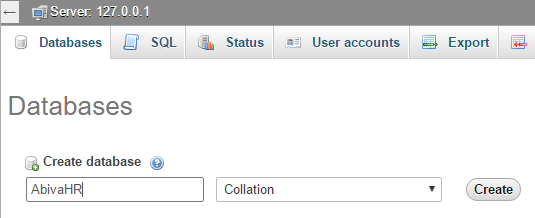 Server: 127.0.0.1
Databases SQL Status User accounts Export
Databases
Create database
AbivaHR Collation Create